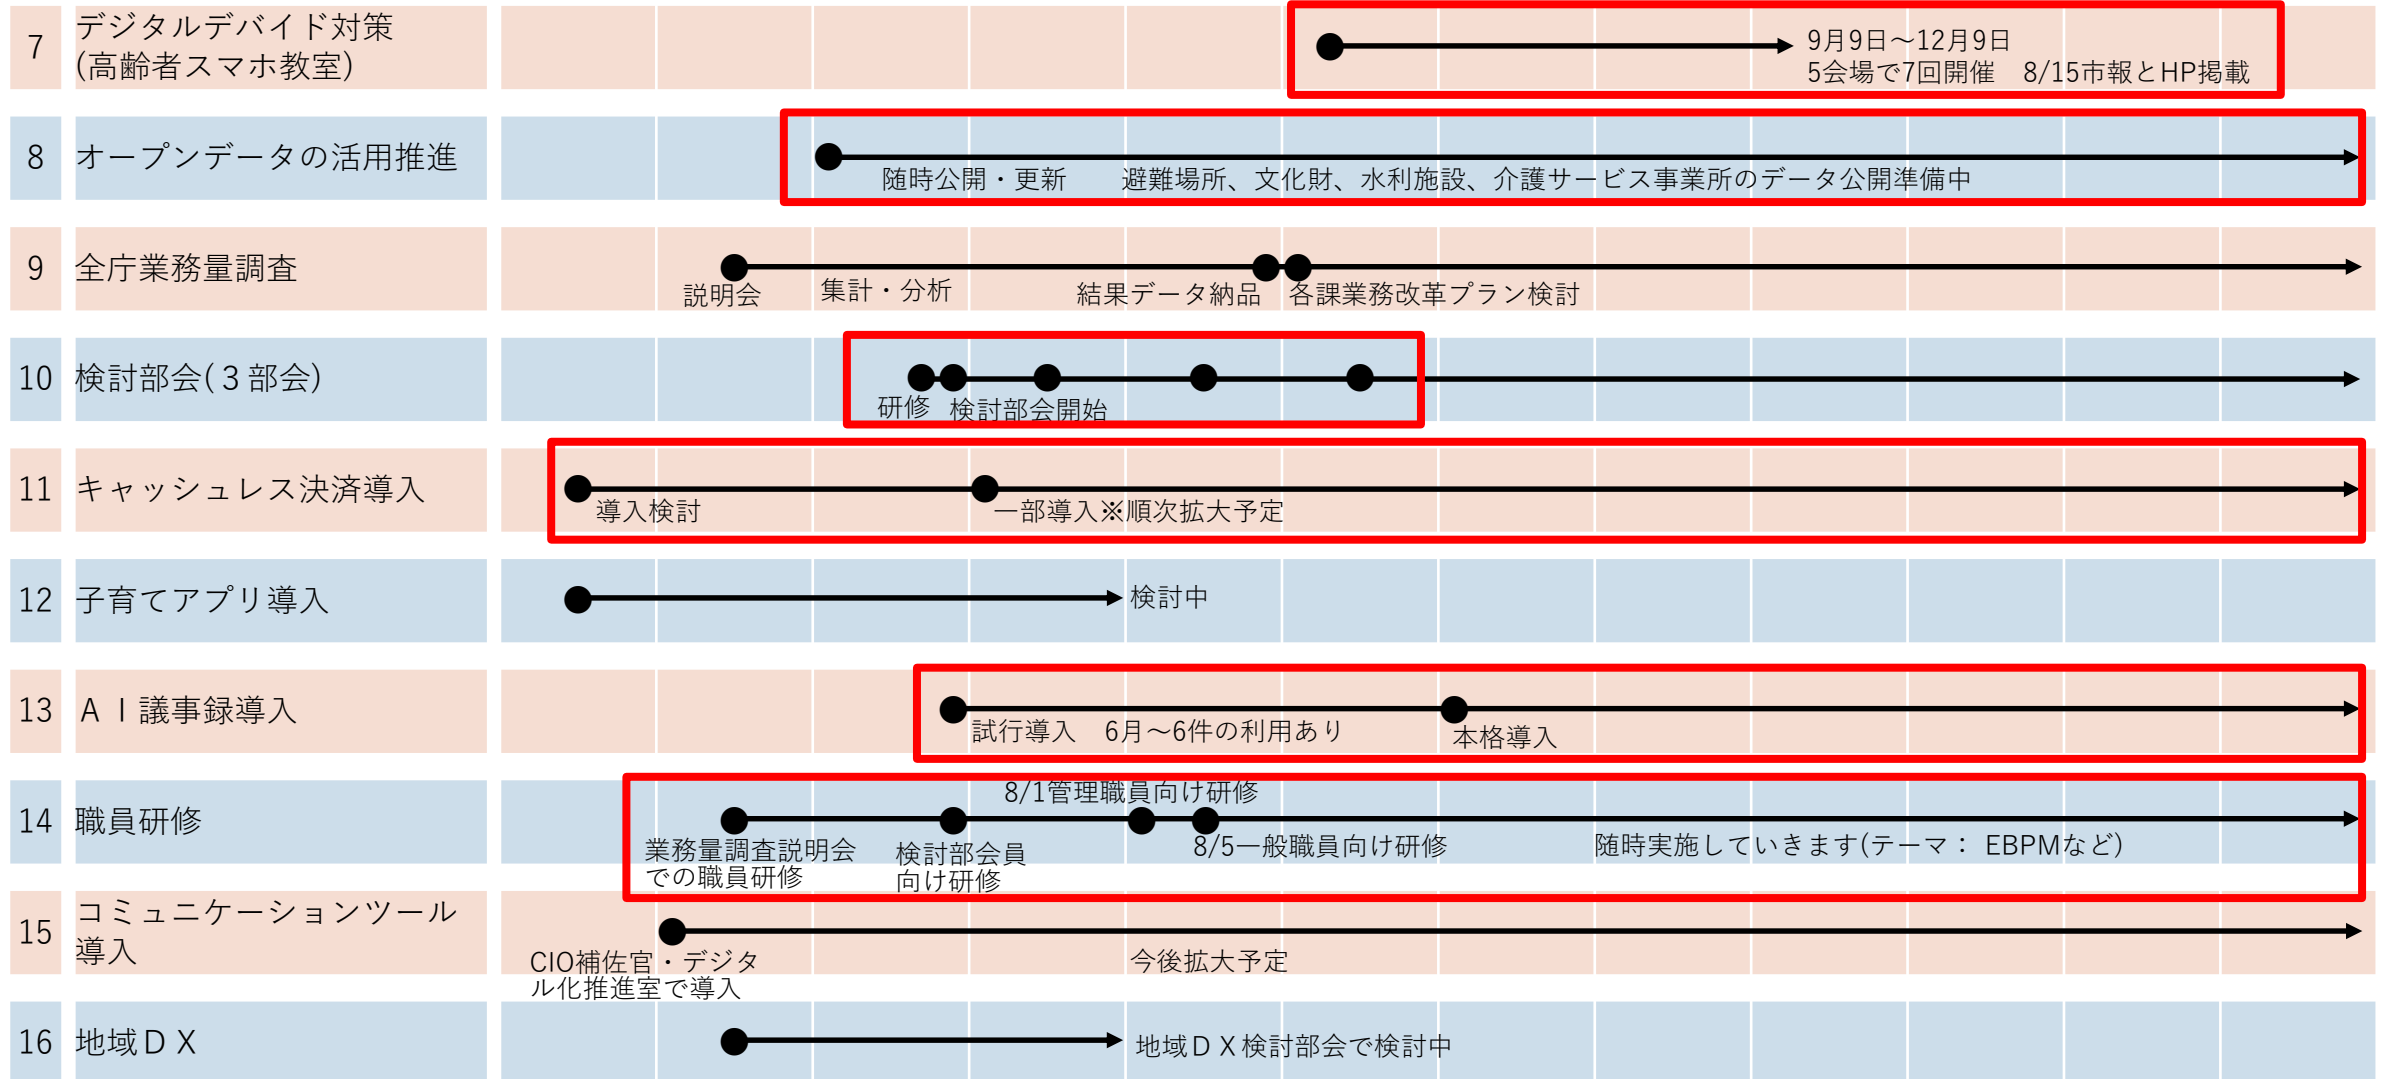 7
デジタルデバイド対策
(高齢者スマホ教室)
9月9日～12月9日
5会場で7回開催　8/15市報とHP掲載
8
オープンデータの活用推進
随時公開・更新　　避難場所、文化財、水利施設、介護サービス事業所のデータ公開準備中
9
全庁業務量調査
説明会
集計・分析
結果データ納品
各課業務改革プラン検討
10
検討部会(３部会)
研修
検討部会開始
11
キャッシュレス決済導入
導入検討
一部導入※順次拡大予定
12
子育てアプリ導入
検討中
13
ＡＩ議事録導入
試行導入　6月～6件の利用あり
本格導入
14
職員研修
8/1管理職員向け研修
業務量調査説明会
での職員研修
検討部会員
向け研修
8/5一般職員向け研修
随時実施していきます(テーマ： EBPMなど)
15
コミュニケーションツール
導入
CIO補佐官・デジタ
ル化推進室で導入
今後拡大予定
16
地域ＤＸ
地域ＤＸ検討部会で検討中